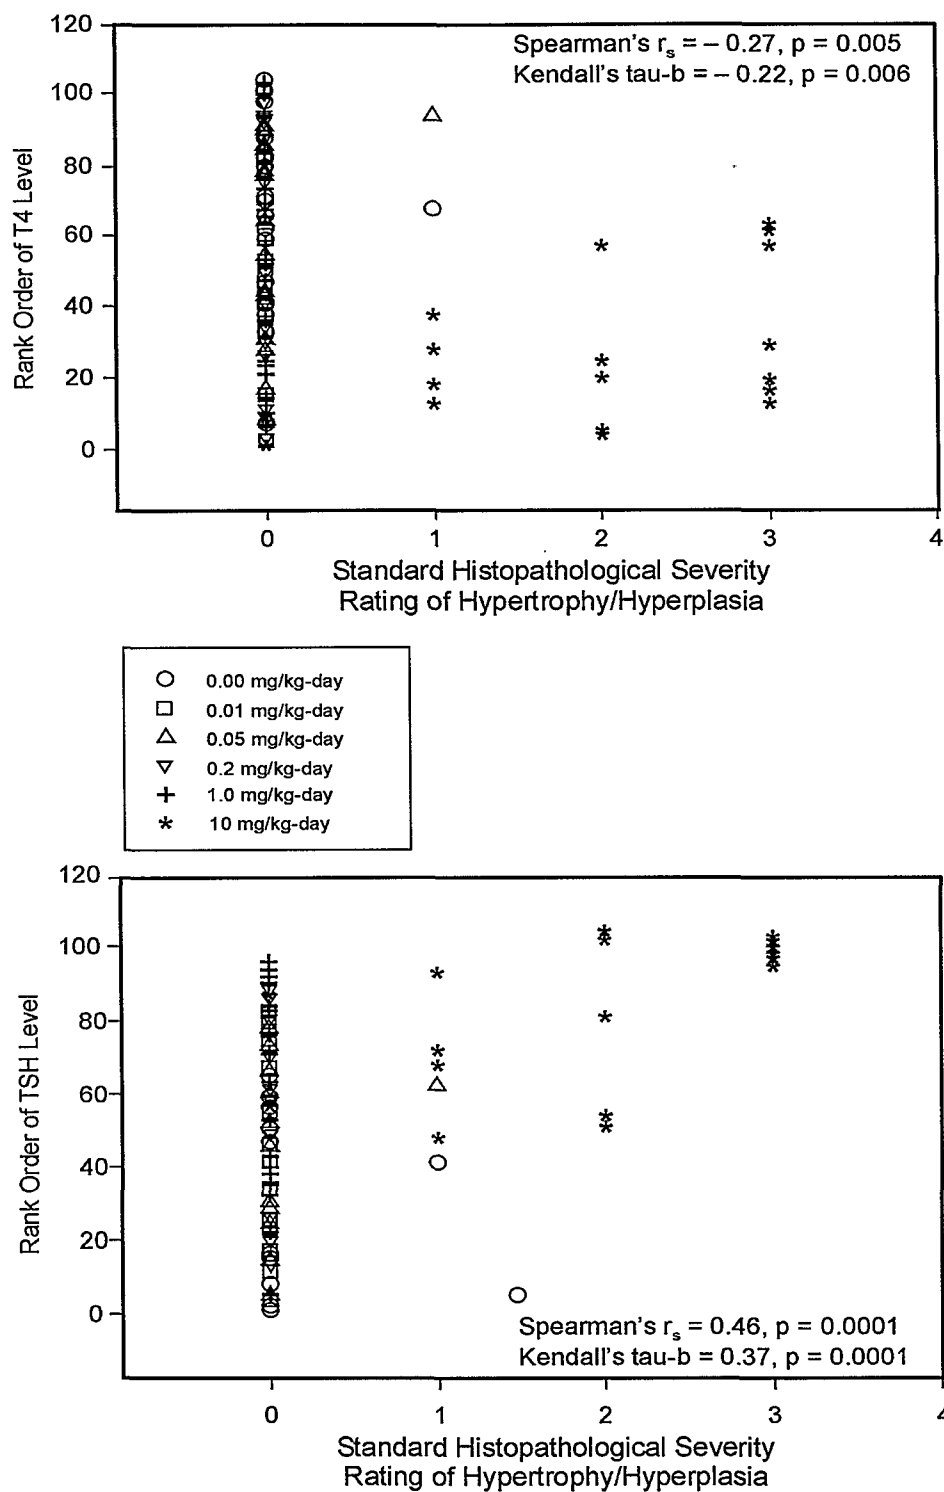 120
Spearman's rs = – 0.27, p = 0.005
Kendall's tau-b = – 0.22, p = 0.006
100
80
60
40
20
0
Rank Order of T4 Level
0 1 2 3 4
Standard Histopathological Severity
Rating of Hypertrophy/Hyperplasia
0.00 mg/kg-day
0.01 mg/kg-day
0.05 mg/kg-day
0.2 mg/kg-day
1.0 mg/kg-day
10 mg/kg-day
120
100
80
60
40
20
0
Rank Order of TSH Level
Spearman's rs = 0.46, p = 0.0001
Kendall's tau-b = 0.37, p = 0.0001
0 1 2 3 4
Standard Histopathological Severity
Rating of Hypertrophy/Hyperplasia